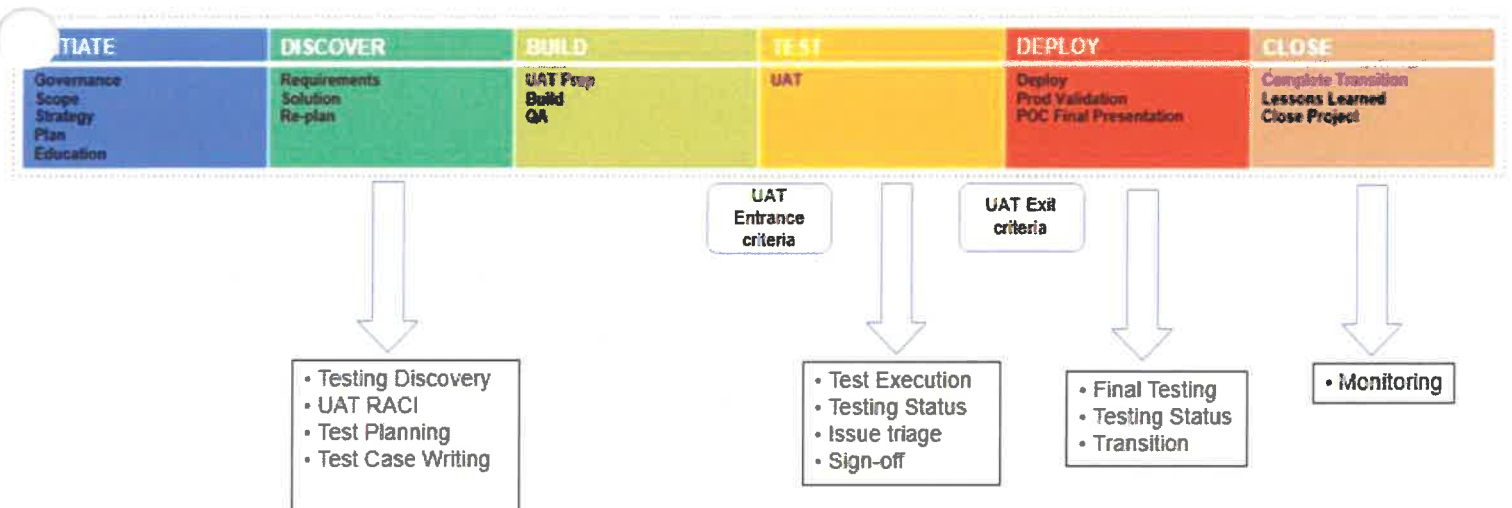 TIATE
Governance
Scope
Strategy
Plan
Education
DISCOVER
Requirements
Solution
Re-plan
BUILD
UAT Prep
Build
QA
TEST
UAT
DEPLOY
Deploy
Prod Validation
POC Final Presentation
CLOSE
Complete Transition
Lessons Learned
Close Project
UAT
Entrance
criteria
UAT Exit
criteria
• Testing Discovery
• UAT RACI
• Test Planning
• Test Case Writing
• Test Execution
• Testing Status
• Issue triage
• Sign-off
• Final Testing
• Testing Status
• Transition
• Monitoring